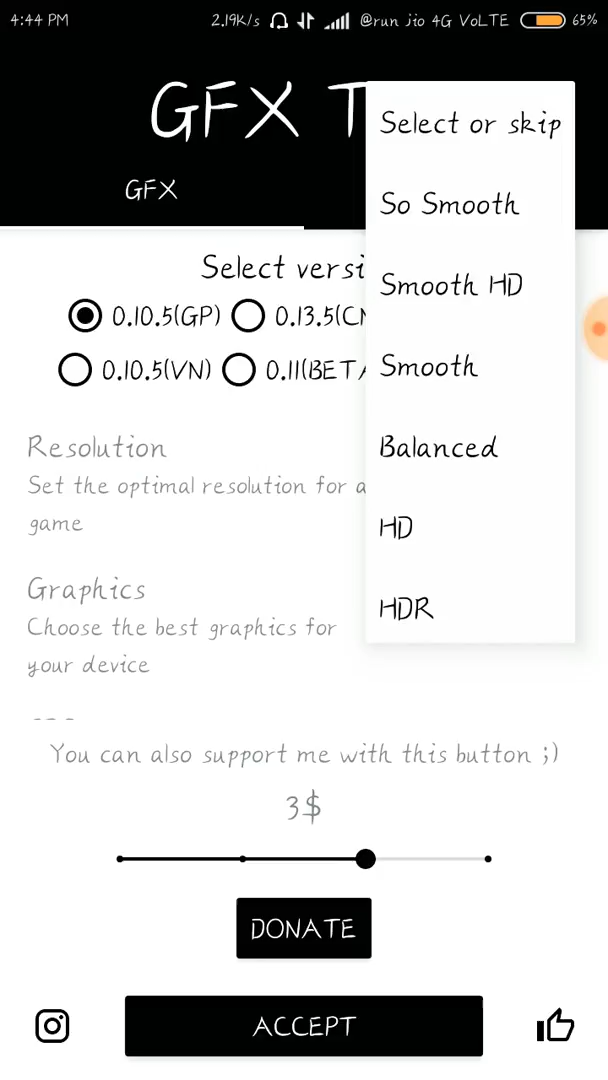 4:44 PM 2.19K/s @run jio 4G VoLTE 65%
GFX T
GFX
Select or skip
So Smooth
Smooth HD
Smooth
Balanced
HD
HDR
Select versi
0.10.5(GP) 0.13.5(CN
0.10.5(VN) 0.11(BETA
Resolution
Set the optimal resolution for a
game
Graphics
Choose the best graphics for
your device
You can also support me with this button ;)
3$
DONATE
ACCEPT